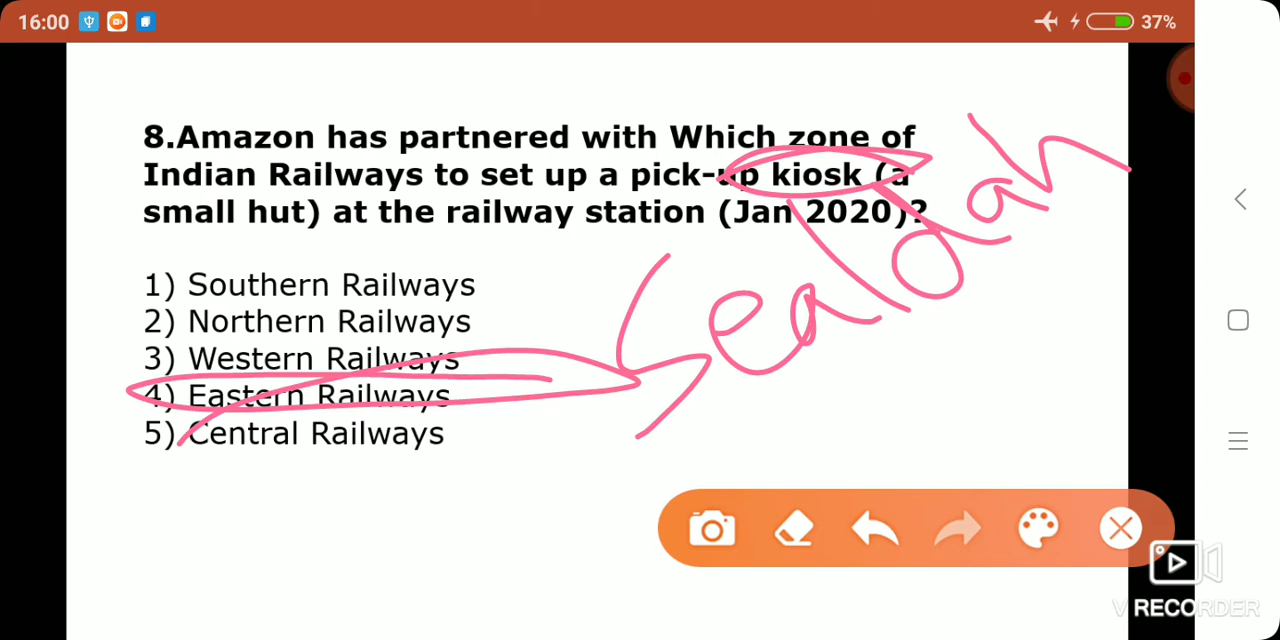 16:00
37%
8.Amazon has partnered with Which zone of
Indian Railways to set up a pick-up kiosk (a
small hut) at the railway station (Jan 2020)?
1) Southern Railways
2) Northern Railways
3) Western Railways
4) Eastern Railways
5) Central Railways
Sealdah
V RECORDER